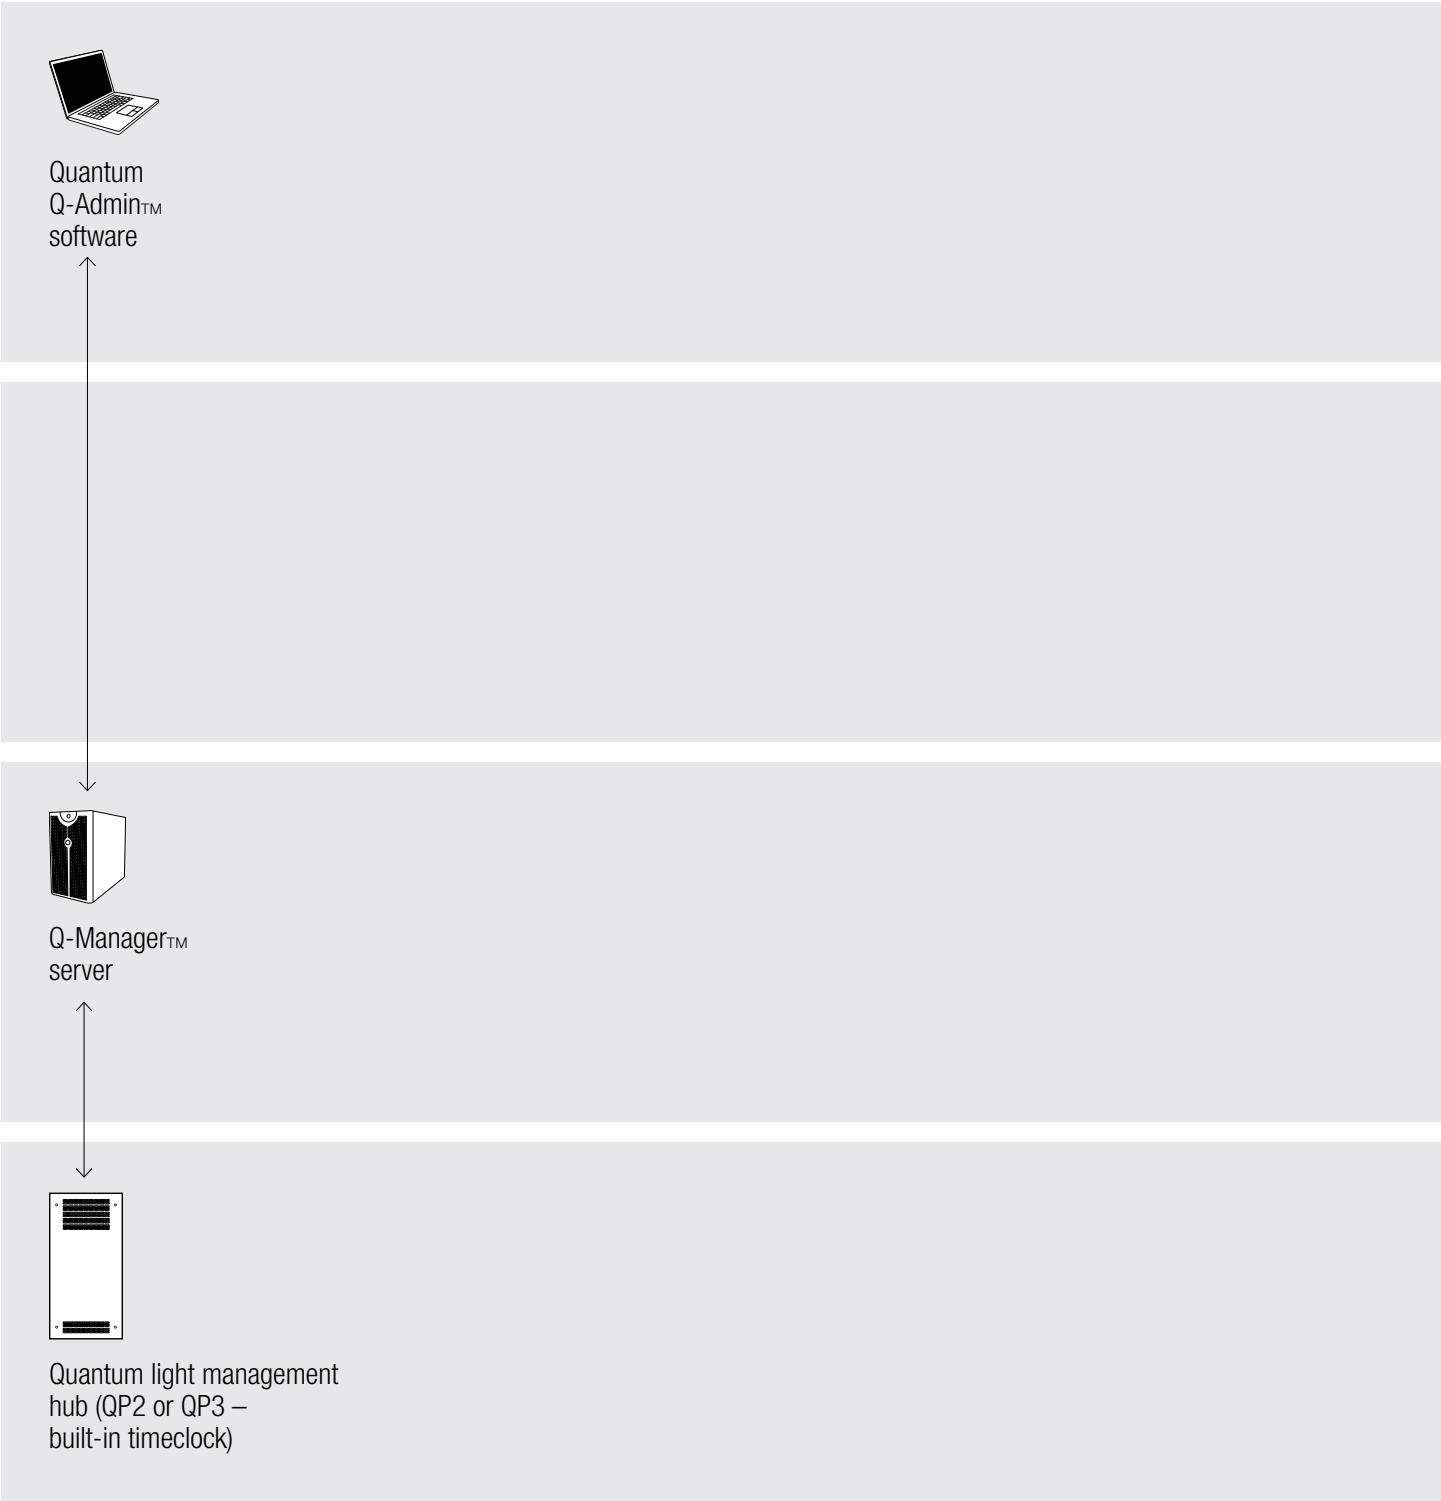 Quantum
Q-Admin™
software
Q-Manager™
server
Quantum light management
hub (QP2 or QP3 –
built-in timeclock)